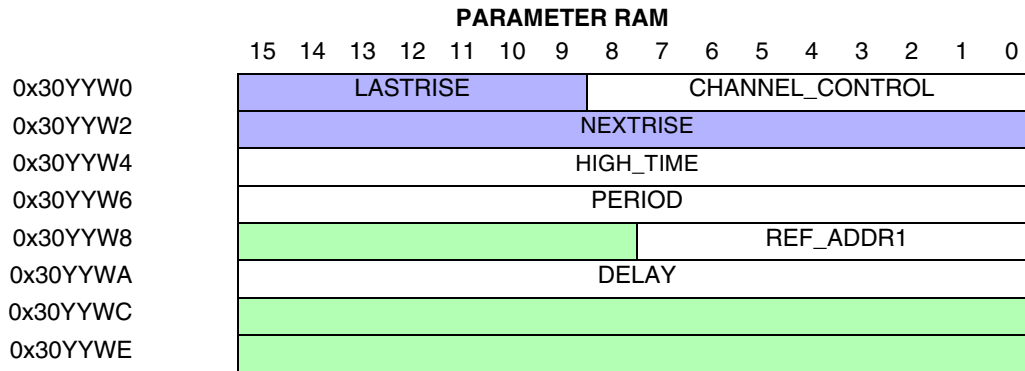 PARAMETER RAM
15 14 13 12 11 10 9 8 7 6 5 4 3 2 1 0
0x30YYW0 LASTRISE CHANNEL_CONTROL
0x30YYW2 NEXTRISE
0x30YYW4 HIGH_TIME
0x30YYW6 PERIOD
0x30YYW8 REF_ADDR1
0x30YYWA DELAY
0x30YYWC
0x30YYWE